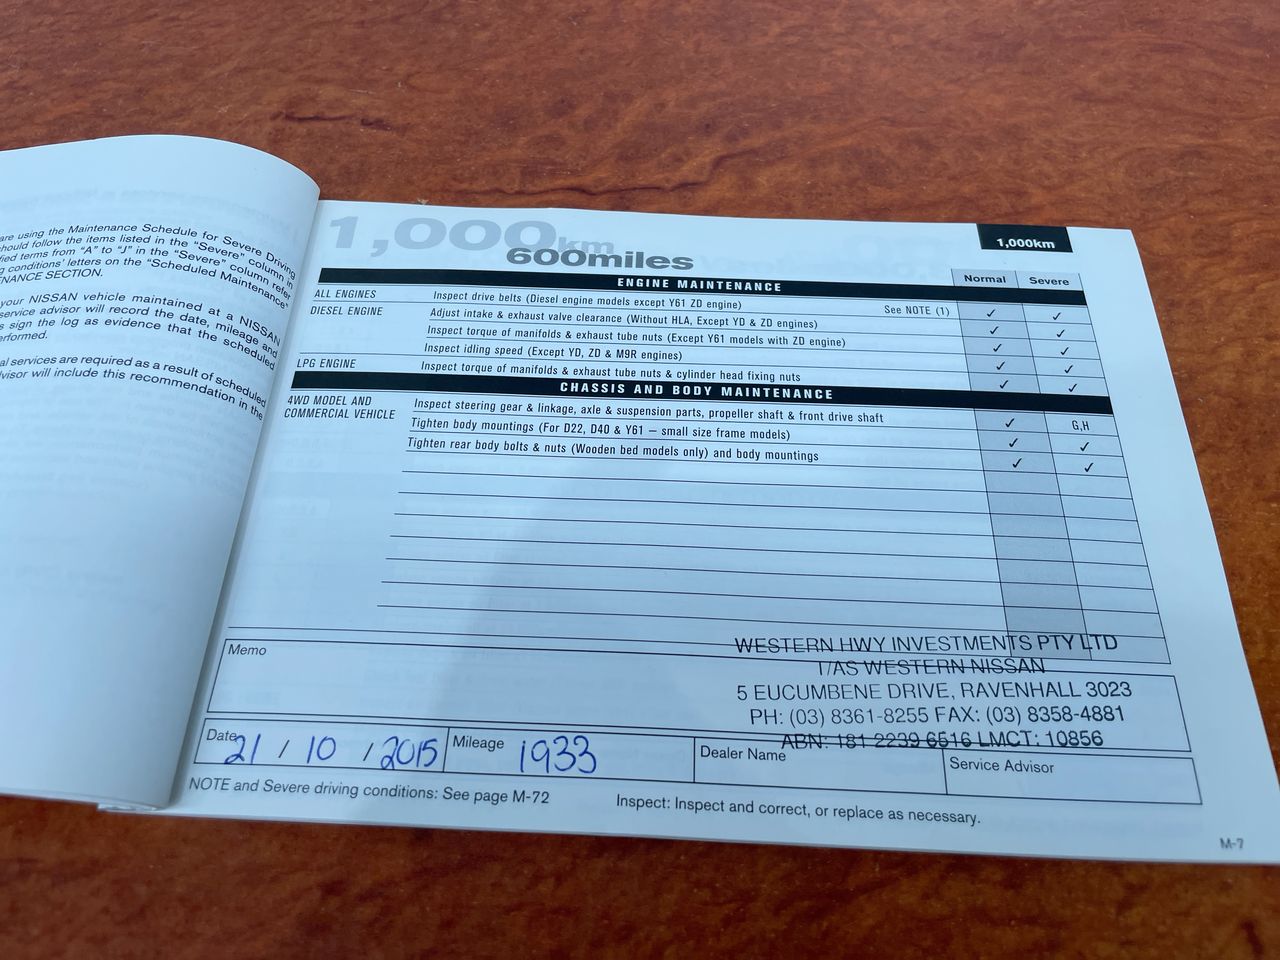 are using the Maintenance Schedule for Severe Driving
should follow the items listed in the "Severe" column in
fied terms from "A" to "J" in the "Severe" column refer
g conditions' letters on the "Scheduled Maintenance"
ENANCE SECTION.
your NISSAN vehicle maintained at a NISSAN
service advisor will record the date, mileage and
s sign the log as evidence that the scheduled
erformed.
al services are required as a result of scheduled
visor will include this recommendation in the
1,000km
600miles
1,000km
ENGINE MAINTENANCE Normal Severe
ALL ENGINES Inspect drive belts (Diesel engine models except Y61 ZD engine) See NOTE (1) ✓ ✓
DIESEL ENGINE Adjust intake & exhaust valve clearance (Without HLA, Except YD & ZD engines) ✓ ✓
Inspect torque of manifolds & exhaust tube nuts (Except Y61 models with ZD engine) ✓ ✓
Inspect idling speed (Except YD, ZD & M9R engines) ✓ ✓
LPG ENGINE Inspect torque of manifolds & exhaust tube nuts & cylinder head fixing nuts ✓ ✓
CHASSIS AND BODY MAINTENANCE
4WD MODEL AND
COMMERCIAL VEHICLE
Inspect steering gear & linkage, axle & suspension parts, propeller shaft & front drive shaft ✓ G,H
Tighten body mountings (For D22, D40 & Y61 – small size frame models) ✓ ✓
Tighten rear body bolts & nuts (Wooden bed models only) and body mountings ✓ ✓
Memo
WESTERN HWY INVESTMENTS PTY LTD
T/AS WESTERN NISSAN
5 EUCUMBENE DRIVE, RAVENHALL 3023
PH: (03) 8361-8255 FAX: (03) 8358-4881
ABN: 181 2239 6516 LMCT: 10856
Date 21 / 10 / 2015 Mileage 1933 Dealer Name Service Advisor
NOTE and Severe driving conditions: See page M-72 Inspect: Inspect and correct, or replace as necessary.
M-7